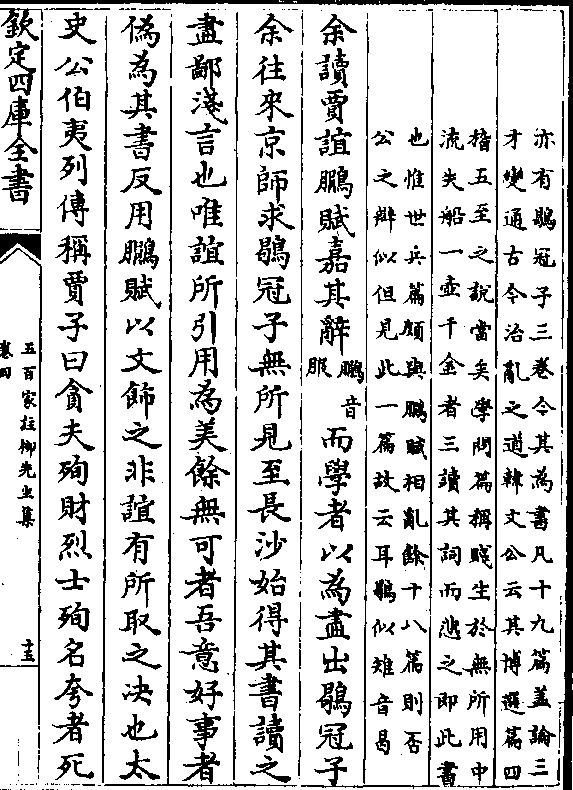 亦有鶡冠子三卷今其為書凡十九篇蓋論三
才變通古今治亂之道韓文公云其博選篇四
稽五至之說當矣學問篇稱賤生於無所用中
流失船一壺千金者三讀其詞而悲之即此書
也惟世兵篇頗與鵬賦相亂餘十八篇則否
公之辯似但見此一篇故云耳鶡似雉音曷
余讀賈誼鵬賦嘉其辭鵬音服而學者以為盡出鶡冠子
余往來京師求鶡冠子無所見至長沙始得其書讀之
盡鄙淺言也唯誼所引用為美餘無可者吾意好事者
偽為其書反用鵬賦以文飾之非誼有所取之决也太
史公伯夷列傳稱賈子曰貪夫殉財烈士殉名夸者死
欽定四庫全書
五百家註柳先生集
卷四
十五